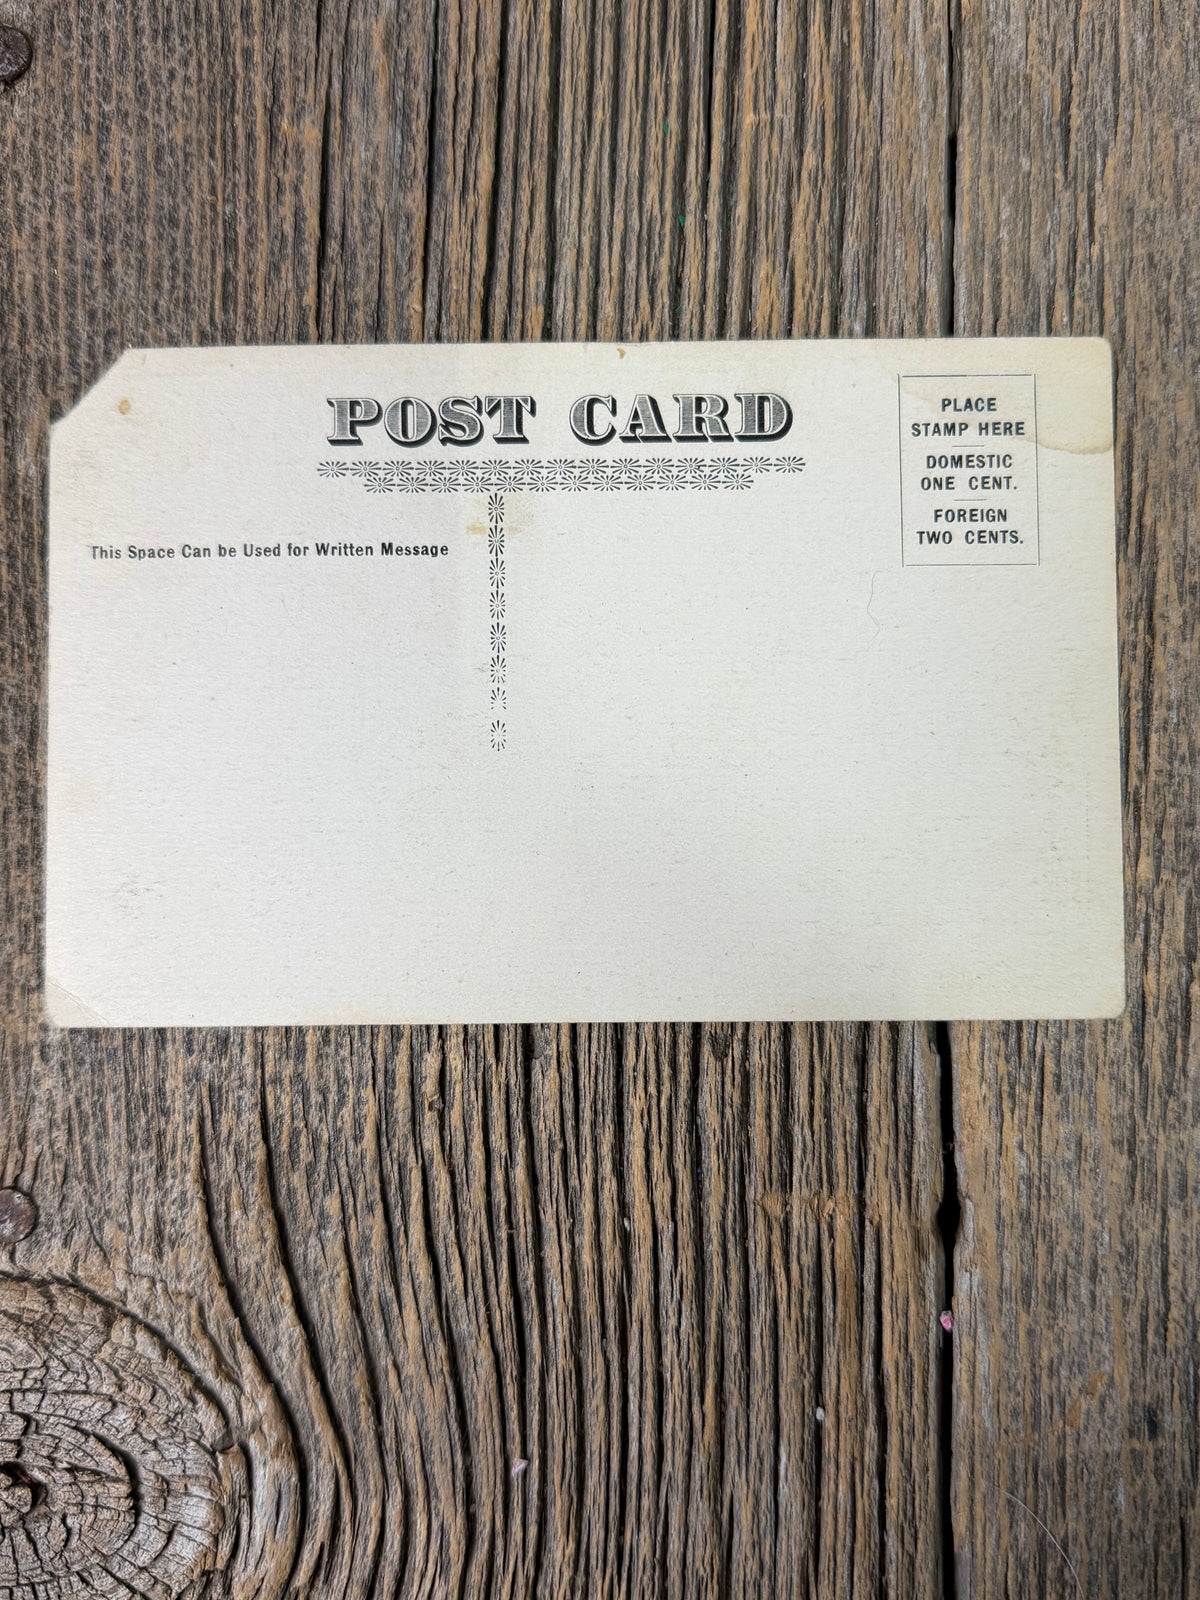 POST CARD
PLACE
STAMP HERE
DOMESTIC
ONE CENT.
FOREIGN
TWO CENTS.
This Space Can be Used for Written Message